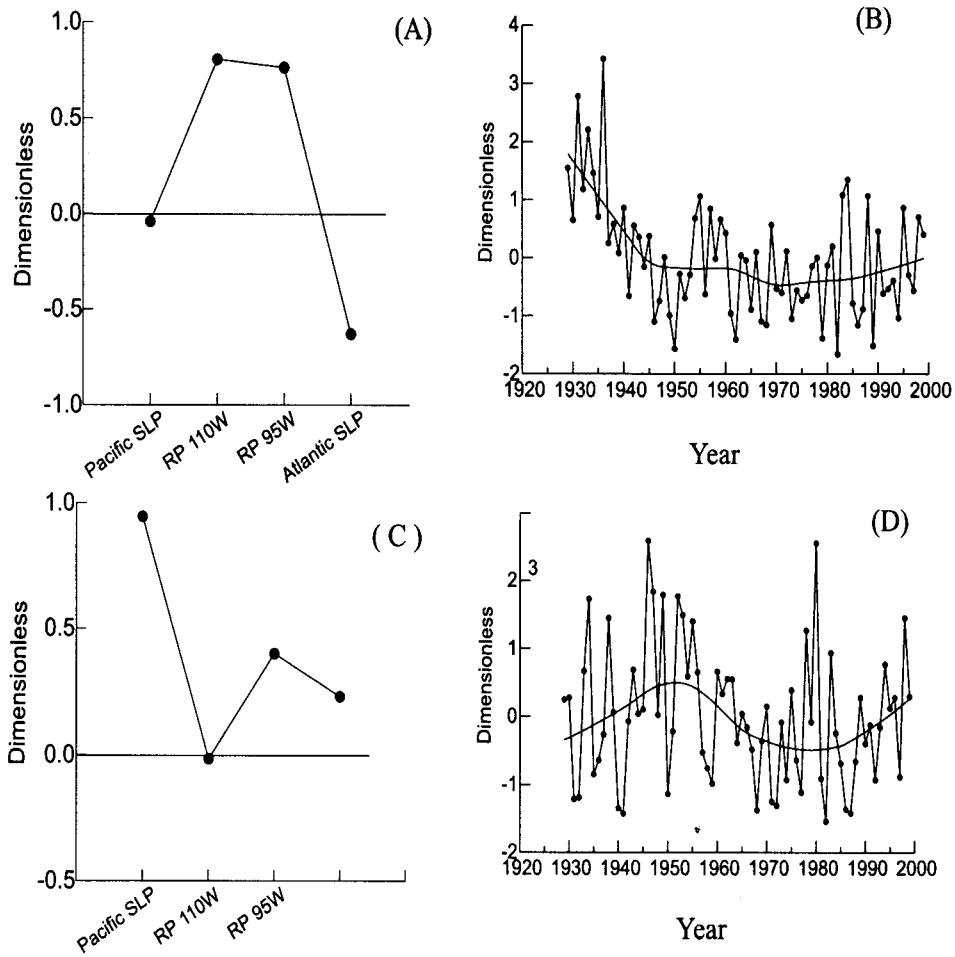 (A)
1.0
0.5
0.0
-0.5
-1.0
Dimensionless
Pacific SLP
RP 110W
RP 95W
Atlantic SLP
(B)
4
3
2
1
0
-1
-2
Dimensionless
1920 1930 1940 1950 1960 1970 1980 1990 2000
Year
( C )
1.0
0.5
0.0
-0.5
Dimensionless
Pacific SLP
RP 110W
RP 95W
(D)
3
2
1
0
-1
-2
Dimensionless
1920 1930 1940 1950 1960 1970 1980 1990 2000
Year